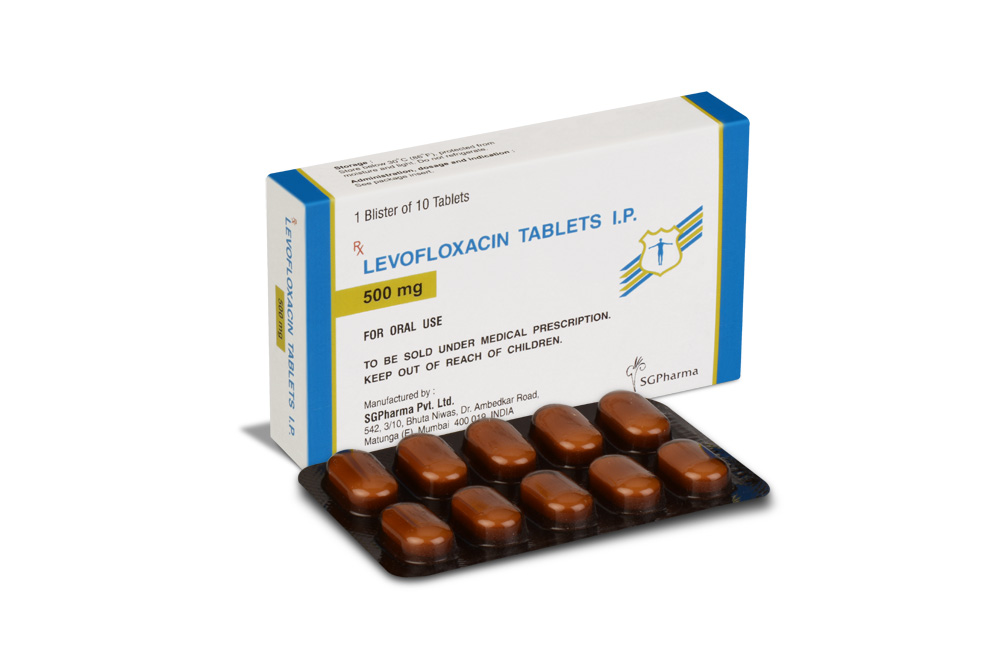 Storage :
Store below 30°C (86°F), protected from
moisture and light. Do not refrigerate
Administration, dosage and indication :
See package insert.
1 Blister of 10 Tablets
Rx
LEVOFLOXACIN TABLETS I.P.
500 mg
FOR ORAL USE
TO BE SOLD UNDER MEDICAL PRESCRIPTION.
KEEP OUT OF REACH OF CHILDREN.
Manufactured by :
SGPharma Pvt. Ltd.
542, 3/10, Bhuta Niwas, Dr. Ambedkar Road,
Matunga (E), Mumbai 400 019, INDIA
SGPharma
Rx
LEVOFLOXACIN TABLETS I.P.
500 mg